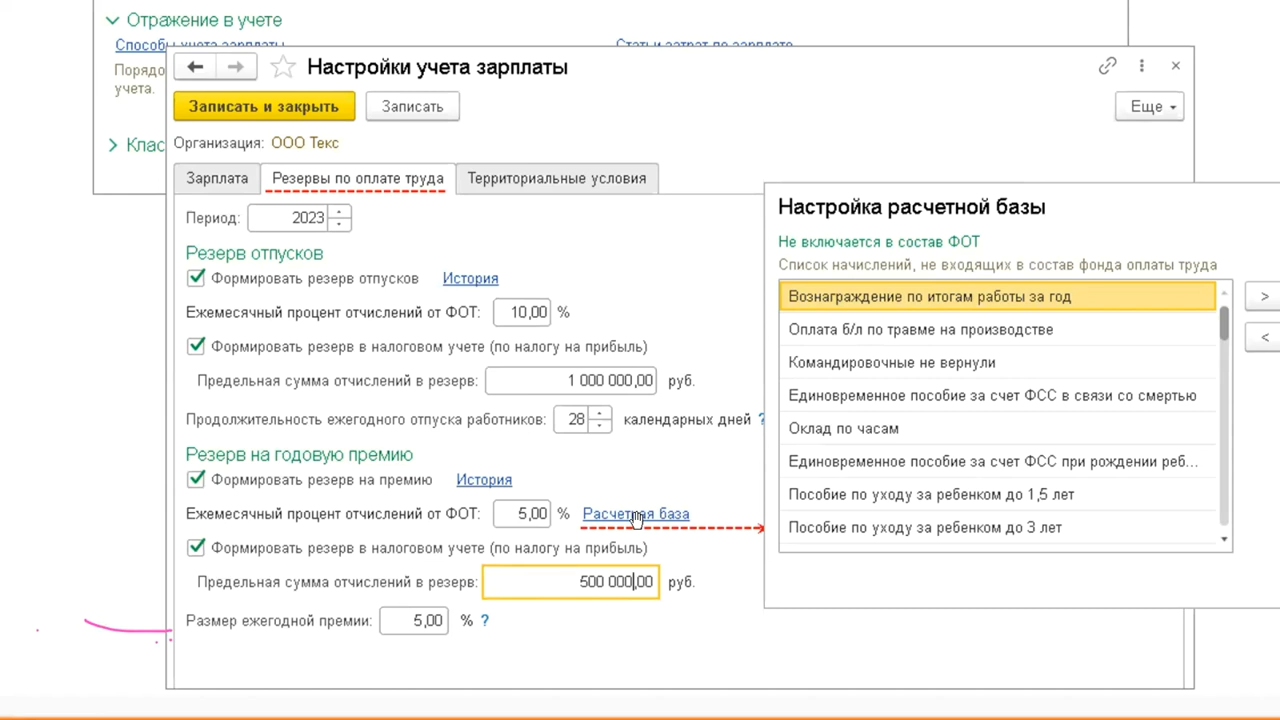 Отражение в учете
Способы учета зарплаты
Статьи затрат по зарплате
Порядо
учета.
Клас
Настройки учета зарплаты
Записать и закрыть
Записать
Еще
Организация: ООО Текс
Зарплата
Резервы по оплате труда
Территориальные условия
Период: 2023
Резерв отпусков
Формировать резерв отпусков История
Ежемесячный процент отчислений от ФОТ: 10,00 %
Формировать резерв в налоговом учете (по налогу на прибыль)
Предельная сумма отчислений в резерв: 1 000 000,00 руб.
Продолжительность ежегодного отпуска работников: 28 календарных дней ?
Резерв на годовую премию
Формировать резерв на премию История
Ежемесячный процент отчислений от ФОТ: 5,00 % Расчетная база
Формировать резерв в налоговом учете (по налогу на прибыль)
Предельная сумма отчислений в резерв: 500 000,00 руб.
Размер ежегодной премии: 5,00 % ?
Настройка расчетной базы
Не включается в состав ФОТ
Список начислений, не входящих в состав фонда оплаты труда
Вознаграждение по итогам работы за год
Оплата б/л по травме на производстве
Командировочные не вернули
Единовременное пособие за счет ФСС в связи со смертью
Оклад по часам
Единовременное пособие за счет ФСС при рождении реб...
Пособие по уходу за ребенком до 1,5 лет
Пособие по уходу за ребенком до 3 лет
>
<